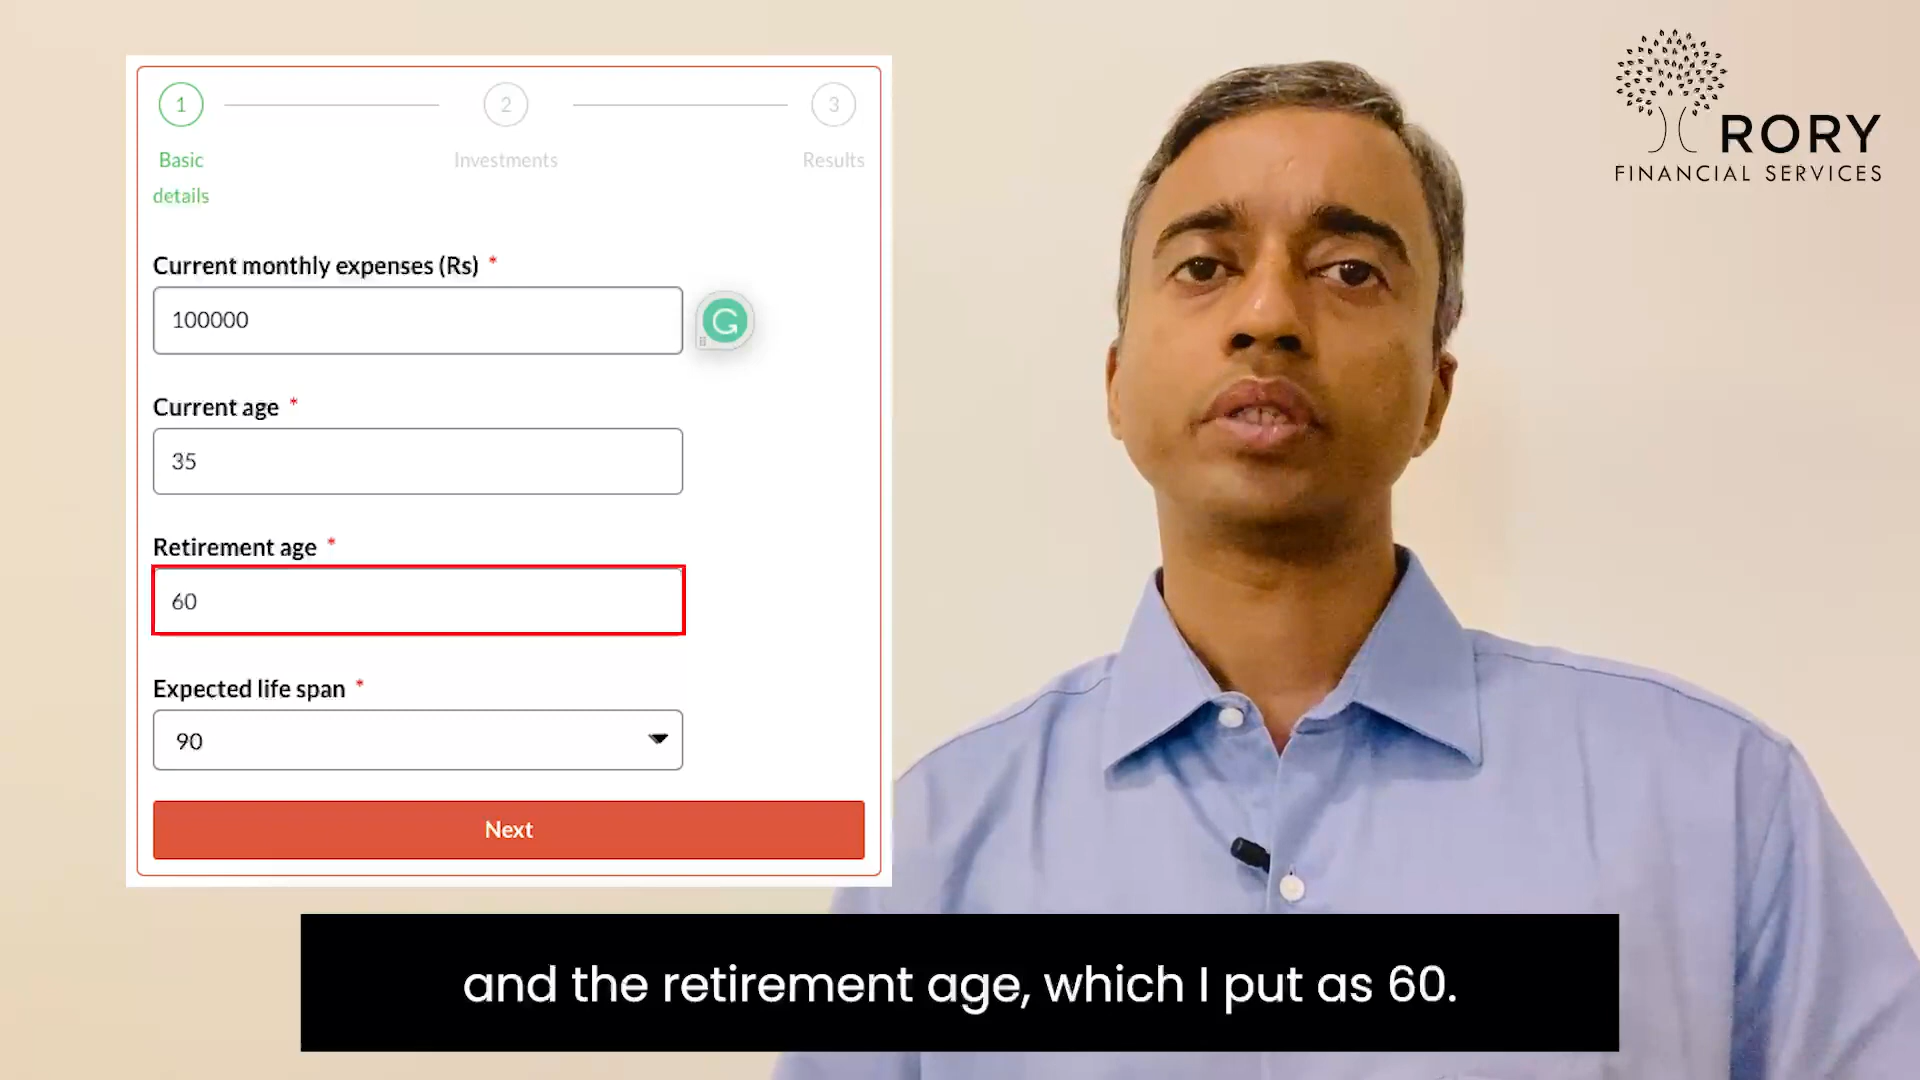 1
2
3
Basic
details
Investments
Results
Current monthly expenses (Rs) *
100000
G
Current age *
35
Retirement age *
60
Expected life span *
90
Next
RORY
FINANCIAL SERVICES
and the retirement age, which I put as 60.